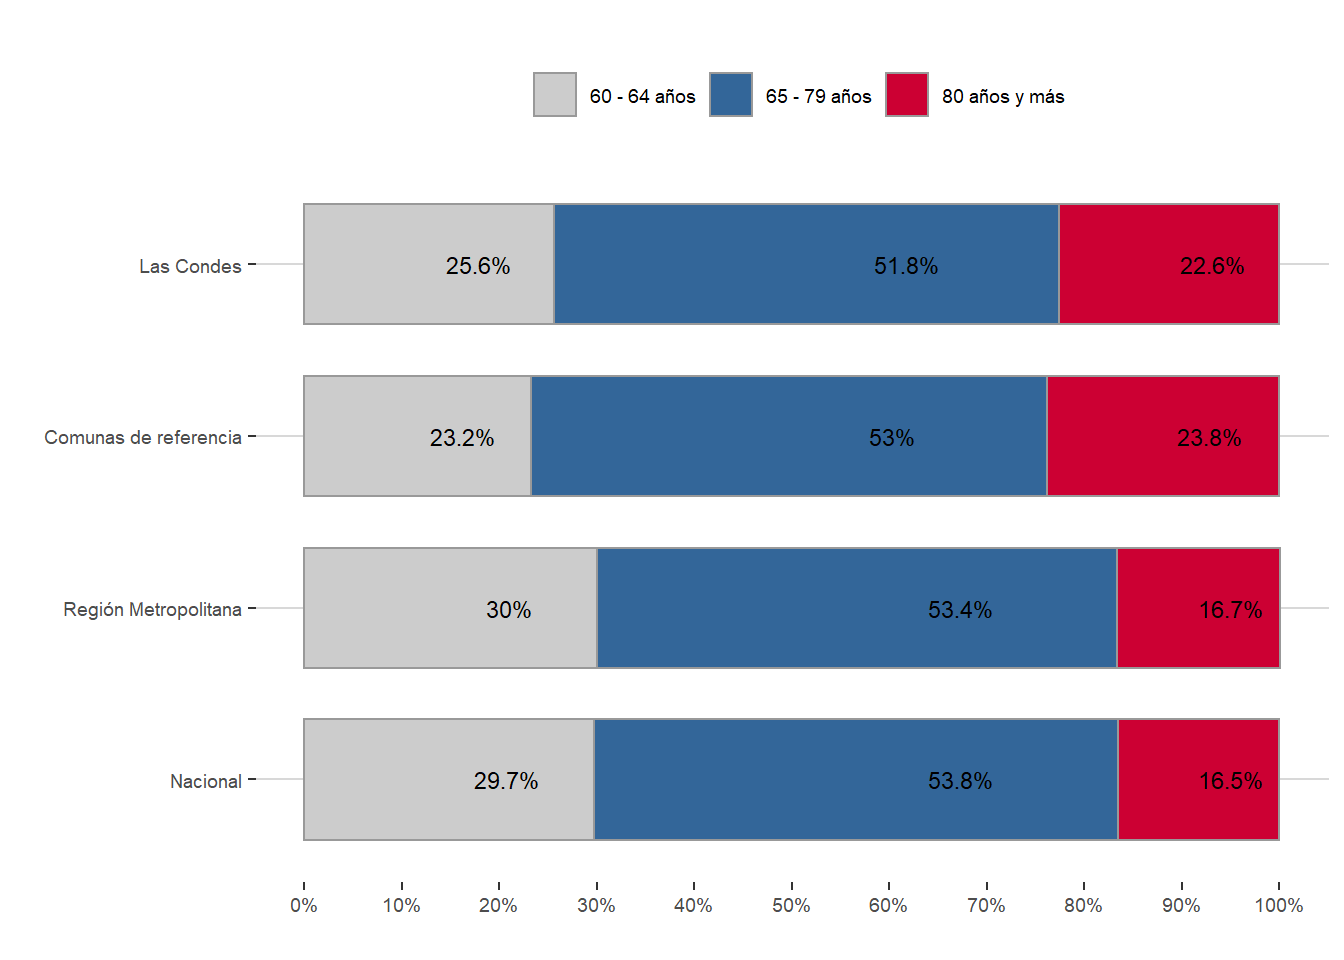 60 - 64 años 65 - 79 años 80 años y más
Las Condes 25.6% 51.8% 22.6%
Comunas de referencia 23.2% 53% 23.8%
Región Metropolitana 30% 53.4% 16.7%
Nacional 29.7% 53.8% 16.5%
0% 10% 20% 30% 40% 50% 60% 70% 80% 90% 100%